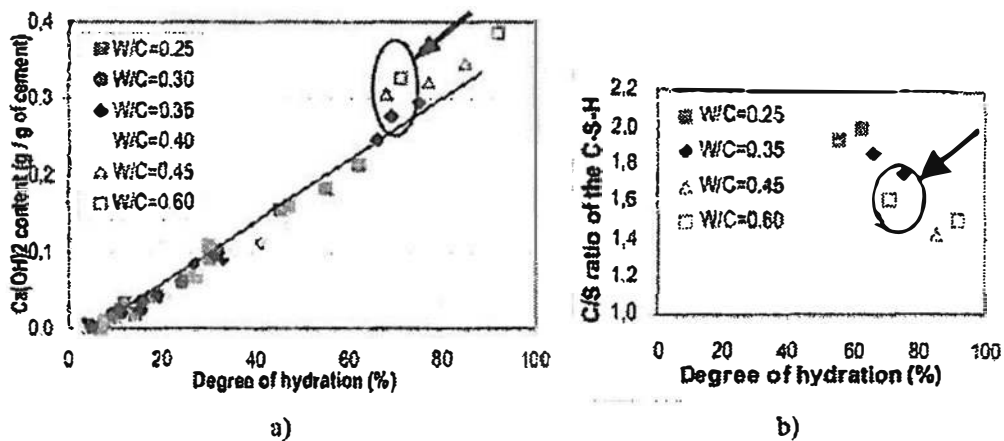 Ca(OH)2 content (g / g of cement)
0,4
0,3
0,2
0,1
0,0
W/C=0.25
W/C=0.30
W/C=0.35
W/C=0.40
W/C=0.45
W/C=0.60
0
20
40
60
80
100
Degree of hydration (%)
a)
C/S ratio of the C-S-H
2,2
2,0
1,8
1,6
1,4
1,2
1,0
W/C=0.25
W/C=0.35
W/C=0.45
W/C=0.60
0
20
40
60
80
100
Degree of hydration (%)
b)